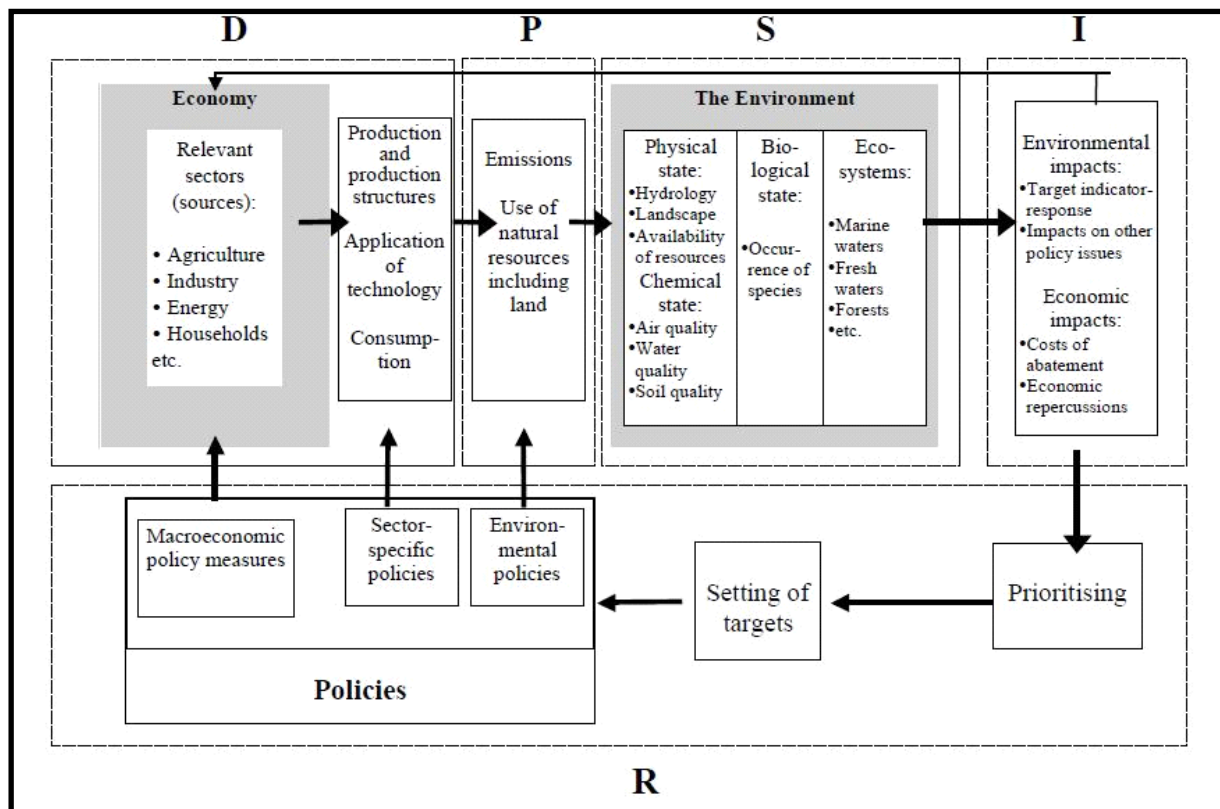 D
P
S
I
Economy
Relevant
sectors
(sources):
• Agriculture
• Industry
• Energy
• Households
etc.
Production
and
production
structures
Application
of
technology
Consump-
tion
Emissions
Use of
natural
resources
including
land
The Environment
Physical
state:
•Hydrology
•Landscape
•Availability
of resources
Chemical
state:
•Air quality
•Water
quality
•Soil quality
Bio-
logical
state:
•Occur-
rence of
species
Eco-
systems:
•Marine
waters
•Fresh
waters
•Forests
•etc.
Environmental
impacts:
•Target indicator-
response
•Impacts on other
policy issues
Economic
impacts:
•Costs of
abatement
•Economic
repercussions
Macroeconomic
policy measures
Sector-
specific
policies
Environ-
mental
policies
Policies
Setting of
targets
Prioritising
R